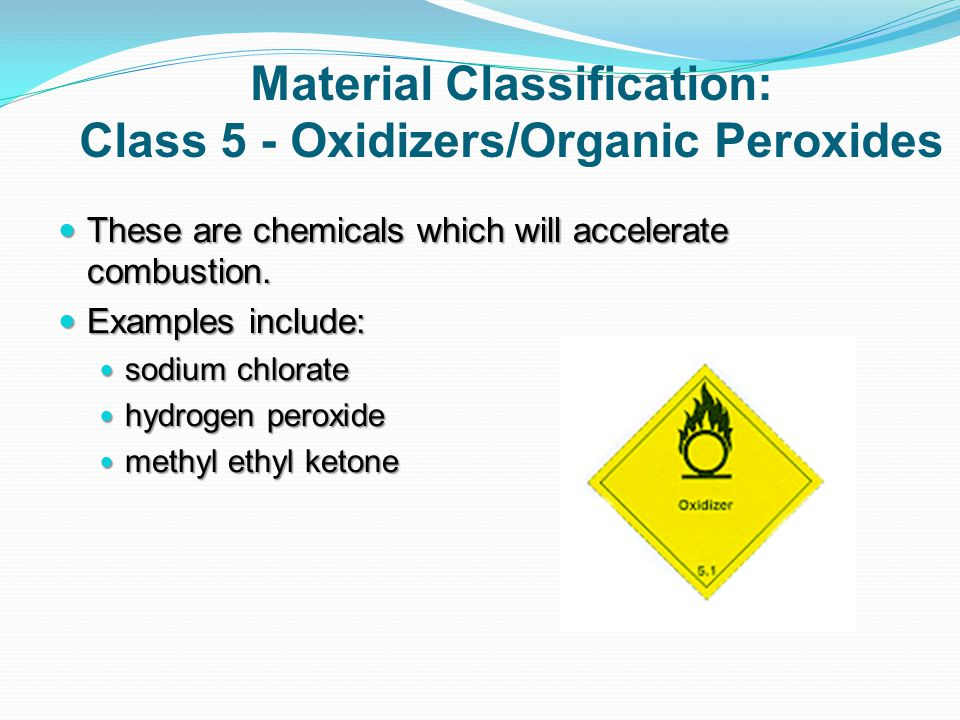 Material Classification:
Class 5 - Oxidizers/Organic Peroxides
These are chemicals which will accelerate
combustion.
Examples include:
sodium chlorate
hydrogen peroxide
methyl ethyl ketone
Oxidizer
5.1